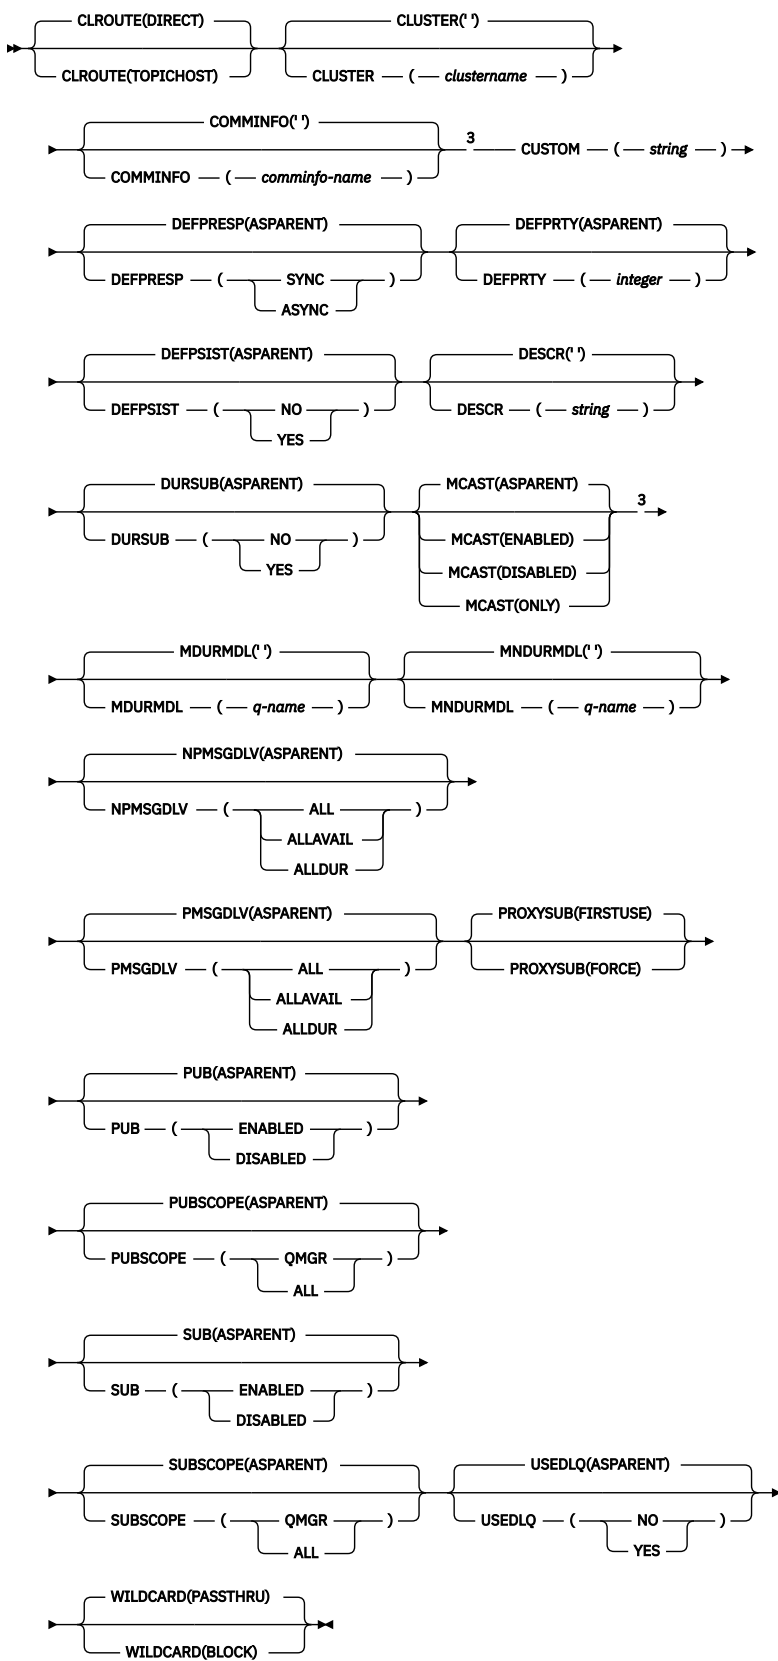 CLROUTE(DIRECT) CLUSTER(' ')
CLROUTE(TOPICHOST) CLUSTER ( clustername )
COMMINFO(' ')
3 CUSTOM ( string )
COMMINFO ( comminfo-name )
DEFPRESP(ASPARENT) DEFPRTY(ASPARENT)
DEFPRESP ( SYNC ) DEFPRTY ( integer )
ASYNC
DEFPSIST(ASPARENT) DESCR(' ')
DEFPSIST ( NO ) DESCR ( string )
YES
DURSUB(ASPARENT) MCAST(ASPARENT)
3
DURSUB ( NO ) MCAST(ENABLED)
YES MCAST(DISABLED)
MCAST(ONLY)
MDURMDL(' ') MNDURMDL(' ')
MDURMDL ( q-name ) MNDURMDL ( q-name )
NPMSGDLV(ASPARENT)
NPMSGDLV ( ALL )
ALLAVAIL
ALLDUR
PMSGDLV(ASPARENT) PROXYSUB(FIRSTUSE)
PMSGDLV ( ALL ) PROXYSUB(FORCE)
ALLAVAIL
ALLDUR
PUB(ASPARENT)
PUB ( ENABLED )
DISABLED
PUBSCOPE(ASPARENT)
PUBSCOPE ( QMGR )
ALL
SUB(ASPARENT)
SUB ( ENABLED )
DISABLED
SUBSCOPE(ASPARENT) USEDLQ(ASPARENT)
SUBSCOPE ( QMGR ) USEDLQ ( NO )
ALL YES
WILDCARD(PASSTHRU)
WILDCARD(BLOCK)